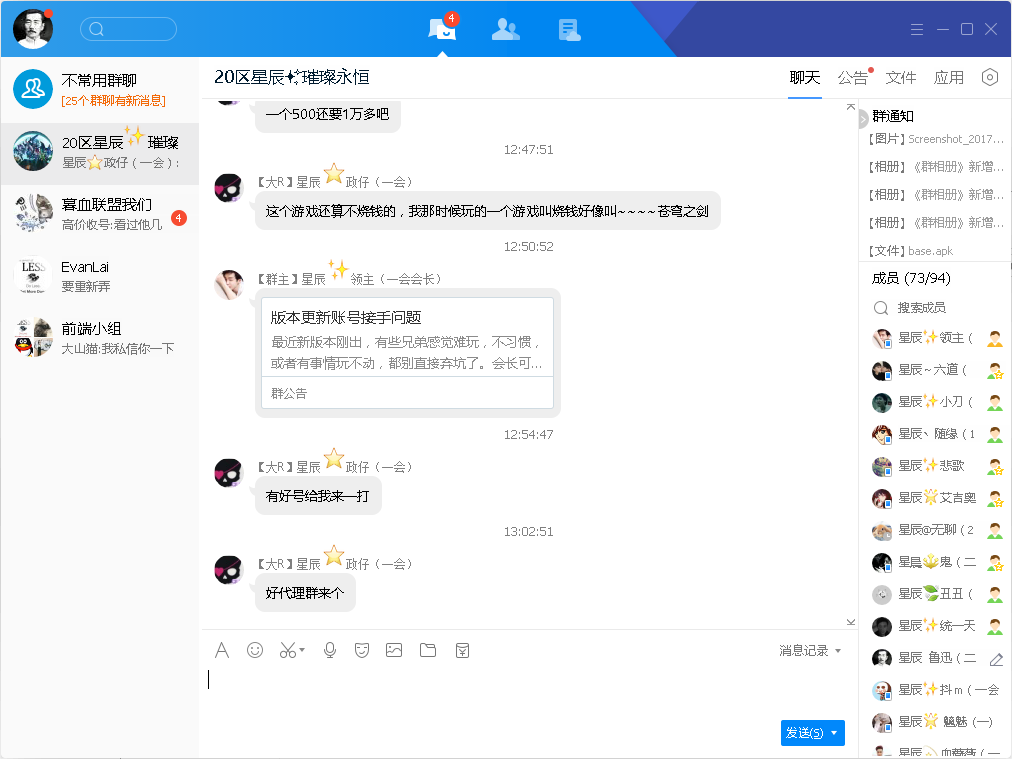 4
不常用群聊
[25个群聊有新消息]
20区星辰✨璀璨
星辰⭐政仔（一会）:
暮血联盟我们
高价收号:看过他几
4
EvanLai
要重新弄
前端小组
大山猫:我私信你一下
20区星辰✨璀璨永恒
聊天 公告 文件 应用
一个500还要1万多吧
12:47:51
【大R】星辰⭐政仔（一会）
这个游戏还算不烧钱的，我那时候玩的一个游戏叫烧钱好像叫~~~~苍穹之剑
12:50:52
【群主】星辰✨领主（一会会长）
版本更新账号接手问题
最近新版本刚出，有些兄弟感觉难玩，不习惯，
或者有事情玩不动，都别直接弃坑了。会长可...
群公告
12:54:47
【大R】星辰⭐政仔（一会）
有好号给我来一打
13:02:51
【大R】星辰⭐政仔（一会）
好代理群来个
消息记录
发送(S)
群通知
【图片】Screenshot_2017...
【相册】《群相册》新增...
【相册】《群相册》新增...
【相册】《群相册》新增...
【文件】base.apk
成员 (73/94)
搜索成员
星辰✨领主（
星辰～六道（
星辰✨小刀（
星辰丶随缘（1
星辰✨悲歌
星辰🌟艾吉奥
星辰@无聊（2
星晨🔱鬼（二
星辰🍃丑丑（
星辰✨统一天
星辰 鲁迅（二
星辰✨抖m（一会
星辰🌟 魑魅（一）
星辰💫血蔷薇（一